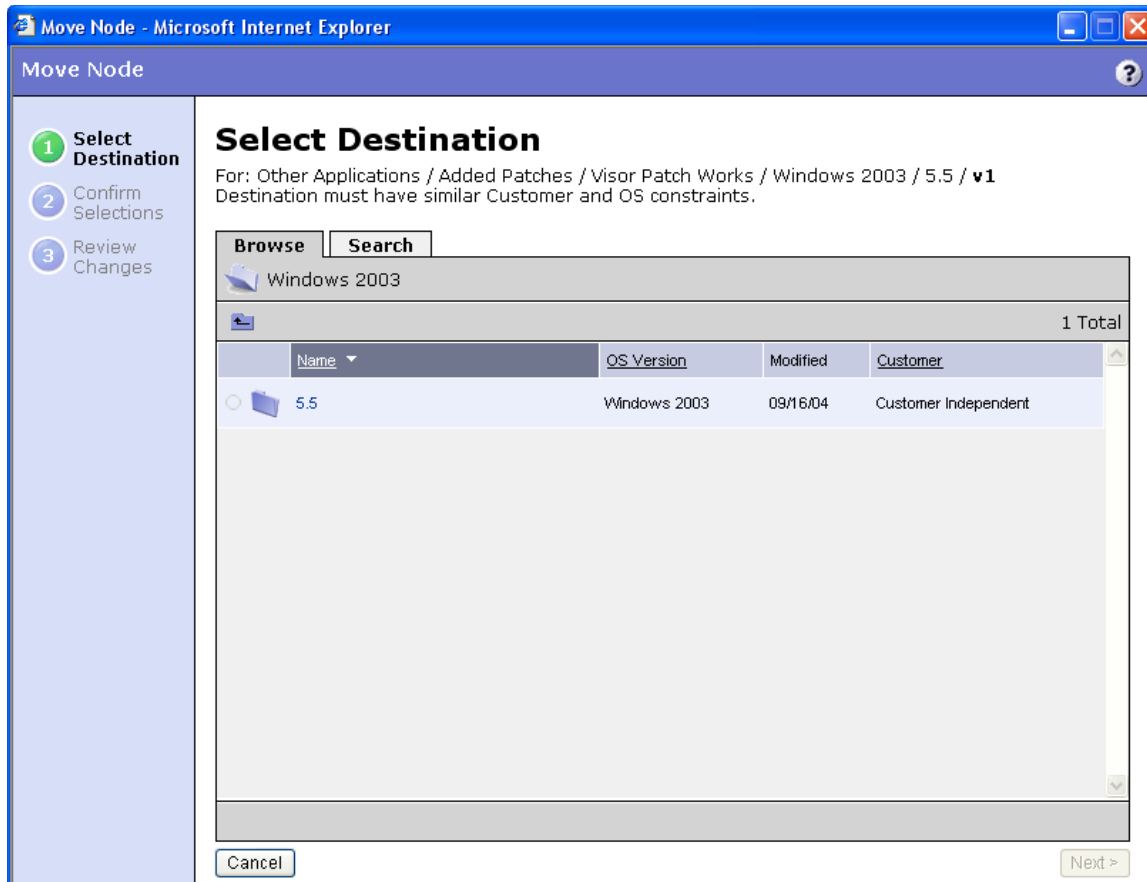 Move Node - Microsoft Internet Explorer
Move Node
?
1 Select
Destination
2 Confirm
Selections
3 Review
Changes
Select Destination
For: Other Applications / Added Patches / Visor Patch Works / Windows 2003 / 5.5 / v1
Destination must have similar Customer and OS constraints.
Browse Search
Windows 2003
1 Total
Name OS Version Modified Customer
5.5 Windows 2003 09/16/04 Customer Independent
Cancel Next >